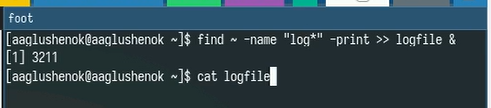 foot
[aaglushenok@aaglushenok ~]$ find ~ -name "log*" -print >> logfile &
[1] 3211
[aaglushenok@aaglushenok ~]$ cat logfile